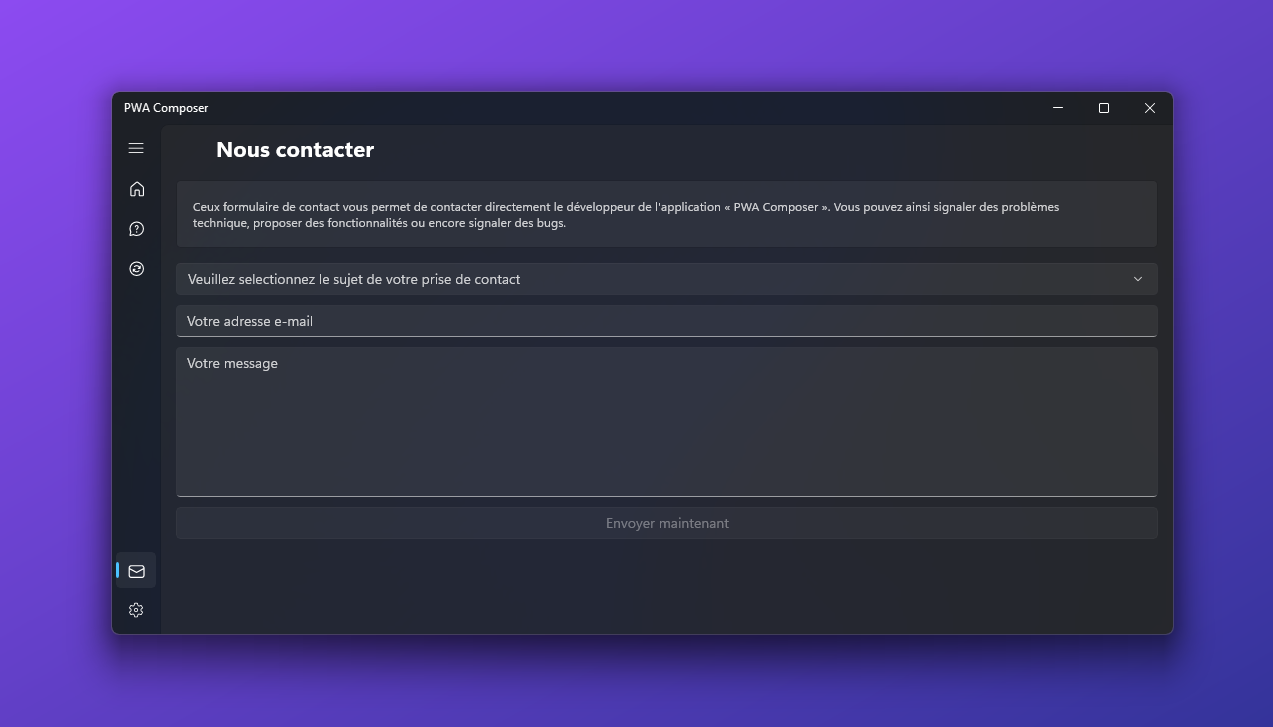 PWA Composer
Nous contacter
Ceux formulaire de contact vous permet de contacter directement le développeur de l'application « PWA Composer ». Vous pouvez ainsi signaler des problèmes
technique, proposer des fonctionnalités ou encore signaler des bugs.
Veuillez selectionnez le sujet de votre prise de contact
Votre adresse e-mail
Votre message
Envoyer maintenant